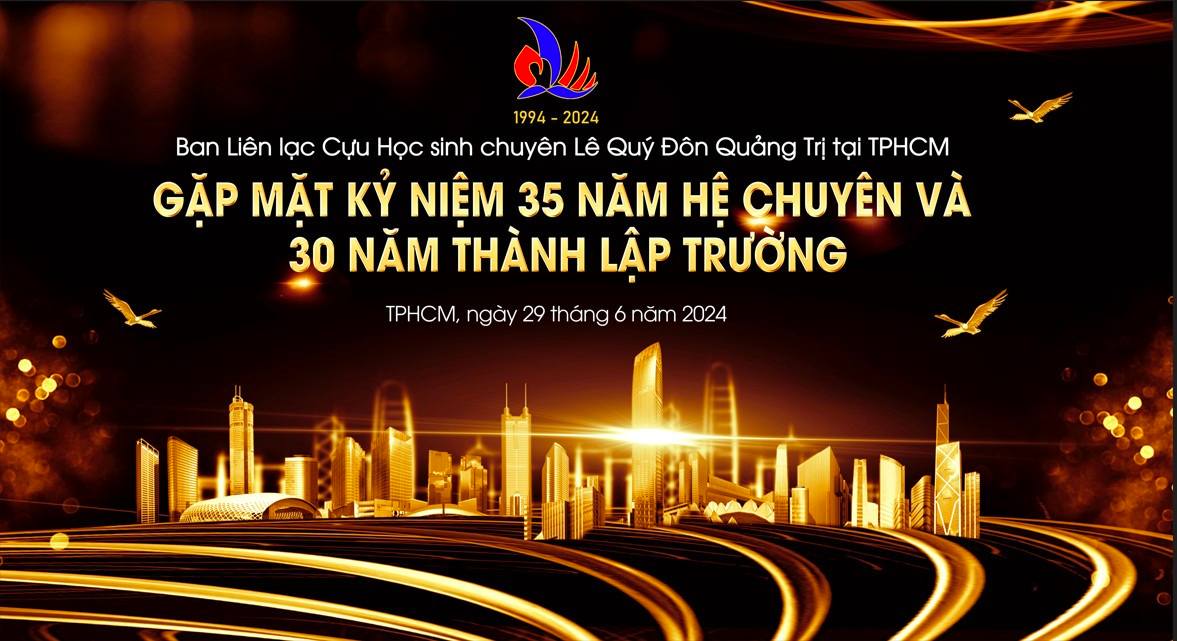 1994 - 2024
Ban Liên lạc Cựu Học sinh chuyên Lê Quý Đôn Quảng Trị tại TPHCM
GẶP MẶT KỶ NIỆM 35 NĂM HỆ CHUYÊN VÀ
30 NĂM THÀNH LẬP TRƯỜNG
TPHCM, ngày 29 tháng 6 năm 2024